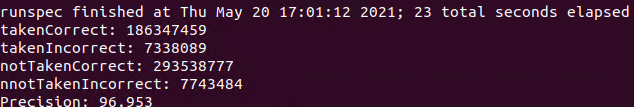 runspec finished at Thu May 20 17:01:12 2021; 23 total seconds elapsed
takenCorrect: 186347459
takenIncorrect: 7338089
notTakenCorrect: 293538777
nnotTakenIncorrect: 7743484
Precision: 96.953